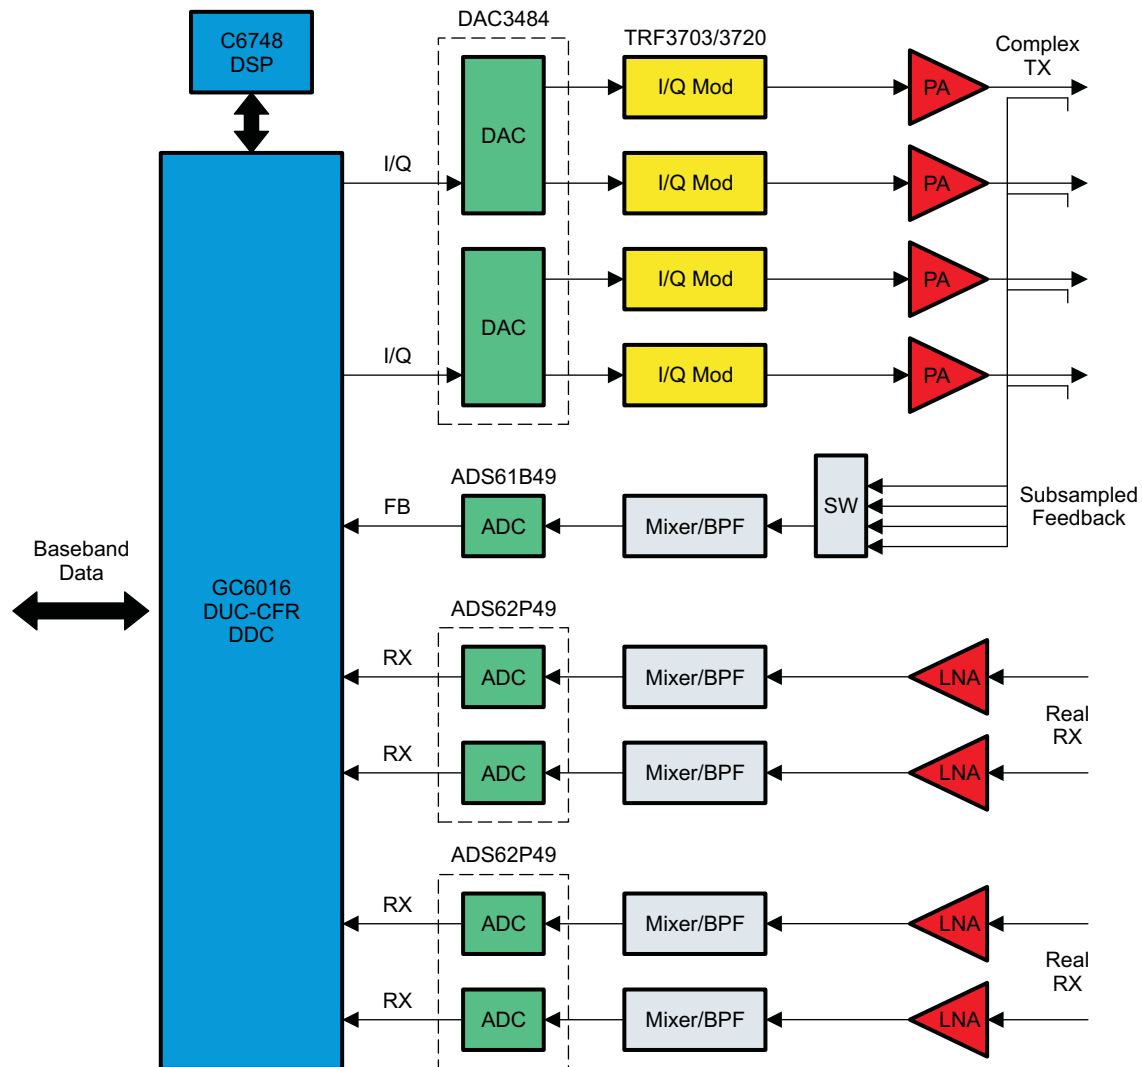 C6748
DSP
DAC3484
TRF3703/3720
Complex
TX
I/Q
DAC
I/Q Mod
PA
I/Q Mod
PA
I/Q
DAC
I/Q Mod
PA
I/Q Mod
PA
ADS61B49
FB
ADC
Mixer/BPF
SW
Subsampled
Feedback
Baseband
Data
GC6016
DUC-CFR
DDC
ADS62P49
RX
ADC
Mixer/BPF
LNA
Real
RX
RX
ADC
Mixer/BPF
LNA
ADS62P49
RX
ADC
Mixer/BPF
LNA
Real
RX
RX
ADC
Mixer/BPF
LNA